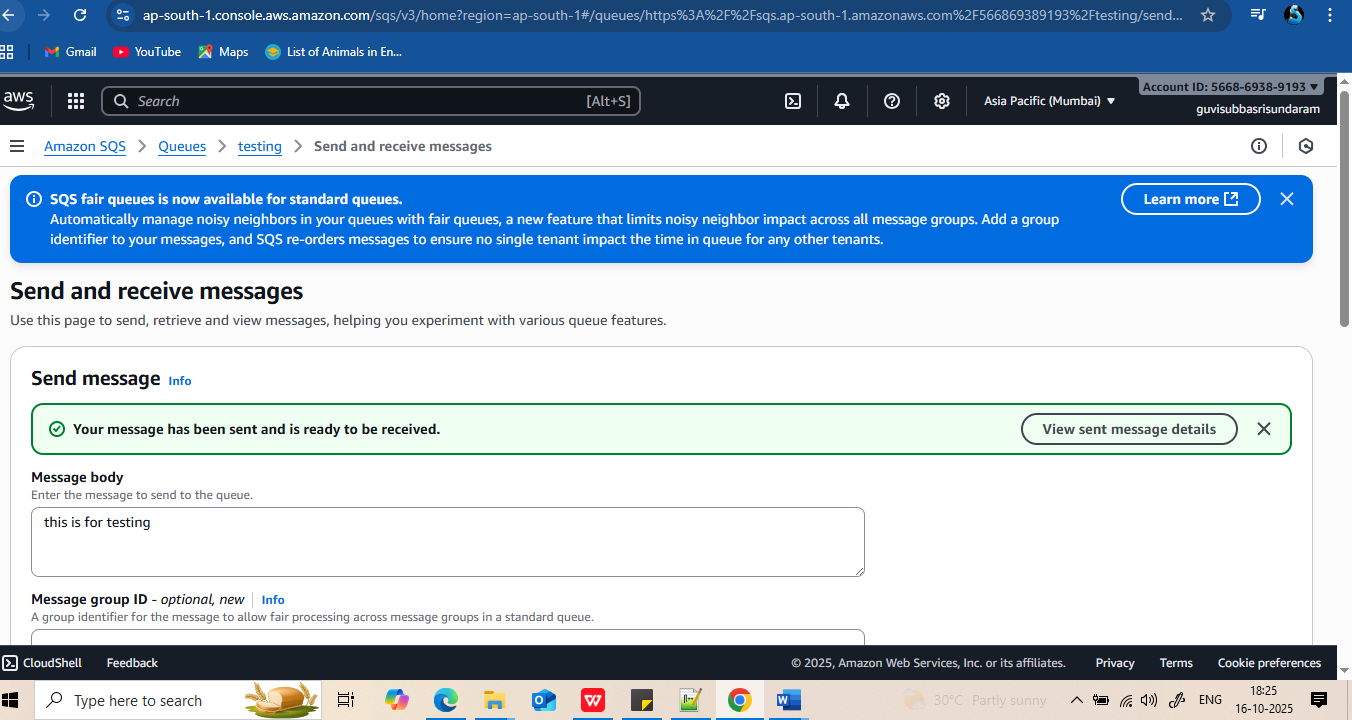 ap-south-1.console.aws.amazon.com/sqs/v3/home?region=ap-south-1#/queues/https%3A%2F%2Fsqs.ap-south-1.amazonaws.com%2F566869389193%2Ftesting/send...
Gmail
YouTube
Maps
List of Animals in En...
aws
Search
[Alt+S]
Asia Pacific (Mumbai)
Account ID: 5668-6938-9193
guvisubbasrisundaram
Amazon SQS
Queues
testing
Send and receive messages
SQS fair queues is now available for standard queues.
Automatically manage noisy neighbors in your queues with fair queues, a new feature that limits noisy neighbor impact across all message groups. Add a group
identifier to your messages, and SQS re-orders messages to ensure no single tenant impact the time in queue for any other tenants.
Learn more
Send and receive messages
Use this page to send, retrieve and view messages, helping you experiment with various queue features.
Send message Info
Your message has been sent and is ready to be received.
View sent message details
Message body
Enter the message to send to the queue.
this is for testing
Message group ID - optional, new Info
A group identifier for the message to allow fair processing across message groups in a standard queue.
CloudShell
Feedback
© 2025, Amazon Web Services, Inc. or its affiliates.
Privacy
Terms
Cookie preferences
Type here to search
30°C Partly sunny
ENG
18:25
16-10-2025